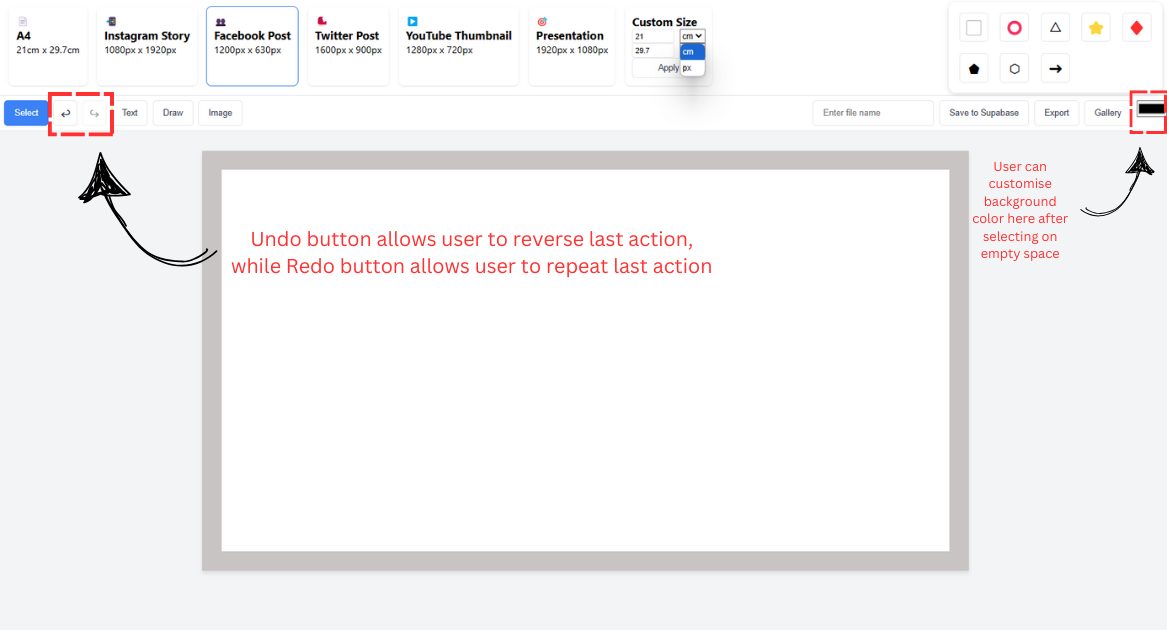 A4
21cm x 29.7cm
Instagram Story
1080px x 1920px
Facebook Post
1200px x 630px
Twitter Post
1600px x 900px
YouTube Thumbnail
1280px x 720px
Presentation
1920px x 1080px
Custom Size
21
cm
29.7
cm
px
Apply
Select
Text
Draw
Image
Enter file name
Save to Supabase
Export
Gallery
Undo button allows user to reverse last action,
while Redo button allows user to repeat last action
User can
customise
background
color here after
selecting on
empty space